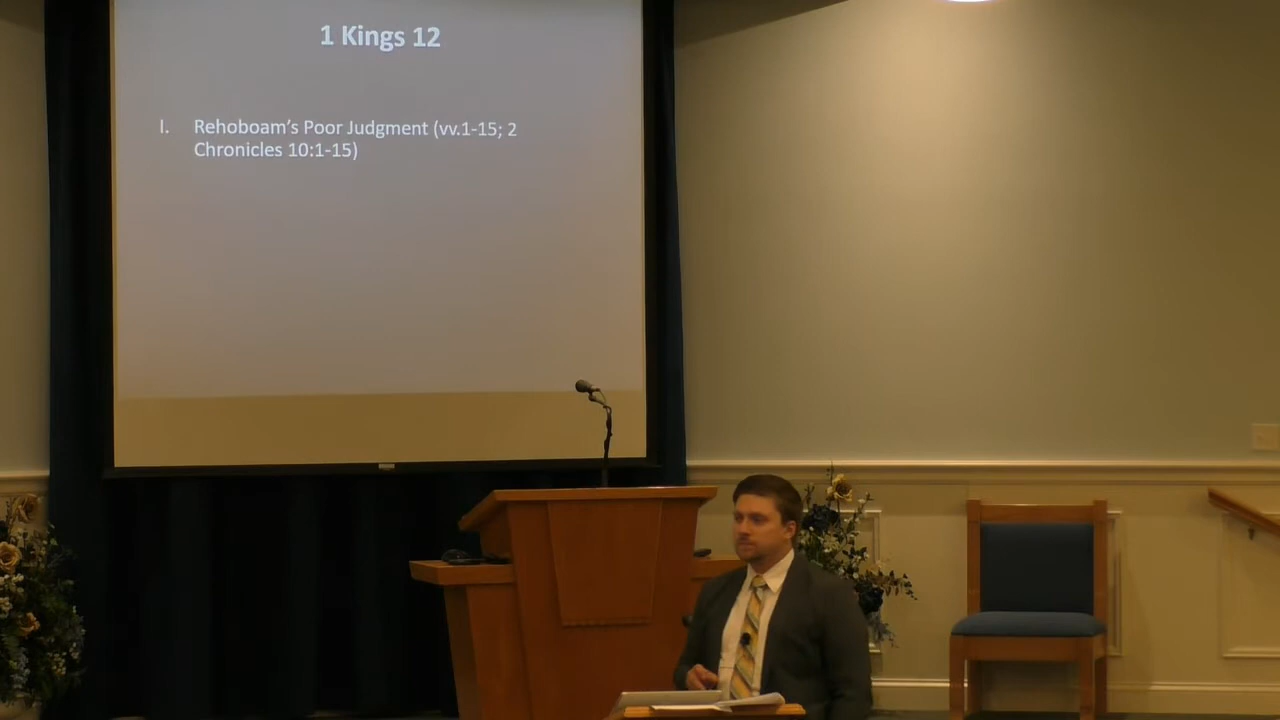 1 Kings 12
I. Rehoboam’s Poor Judgment (vv.1-15; 2
Chronicles 10:1-15)